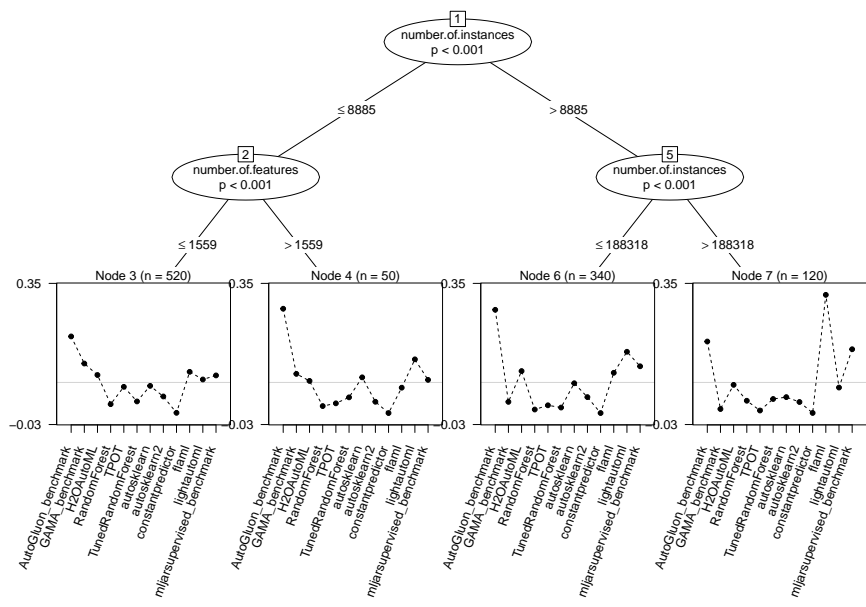 1
number.of.instances
p < 0.001
≤ 8885
> 8885
2
number.of.features
p < 0.001
5
number.of.instances
p < 0.001
≤ 1559
> 1559
≤ 188318
> 188318
Node 3 (n = 520)
0.35
−0.03
AutoGluon_benchmark
GAMA_benchmark
H2OAutoML
RandomForest
TPOT
TunedRandomForest
autosklearn
autosklearn2
constantpredictor
flaml
lightautoml
mljarsupervised_benchmark
Node 4 (n = 50)
0.35
−0.03
AutoGluon_benchmark
GAMA_benchmark
H2OAutoML
RandomForest
TPOT
TunedRandomForest
autosklearn
autosklearn2
constantpredictor
flaml
lightautoml
mljarsupervised_benchmark
Node 6 (n = 340)
0.35
−0.03
AutoGluon_benchmark
GAMA_benchmark
H2OAutoML
RandomForest
TPOT
TunedRandomForest
autosklearn
autosklearn2
constantpredictor
flaml
lightautoml
mljarsupervised_benchmark
Node 7 (n = 120)
0.35
−0.03
AutoGluon_benchmark
GAMA_benchmark
H2OAutoML
RandomForest
TPOT
TunedRandomForest
autosklearn
autosklearn2
constantpredictor
flaml
lightautoml
mljarsupervised_benchmark